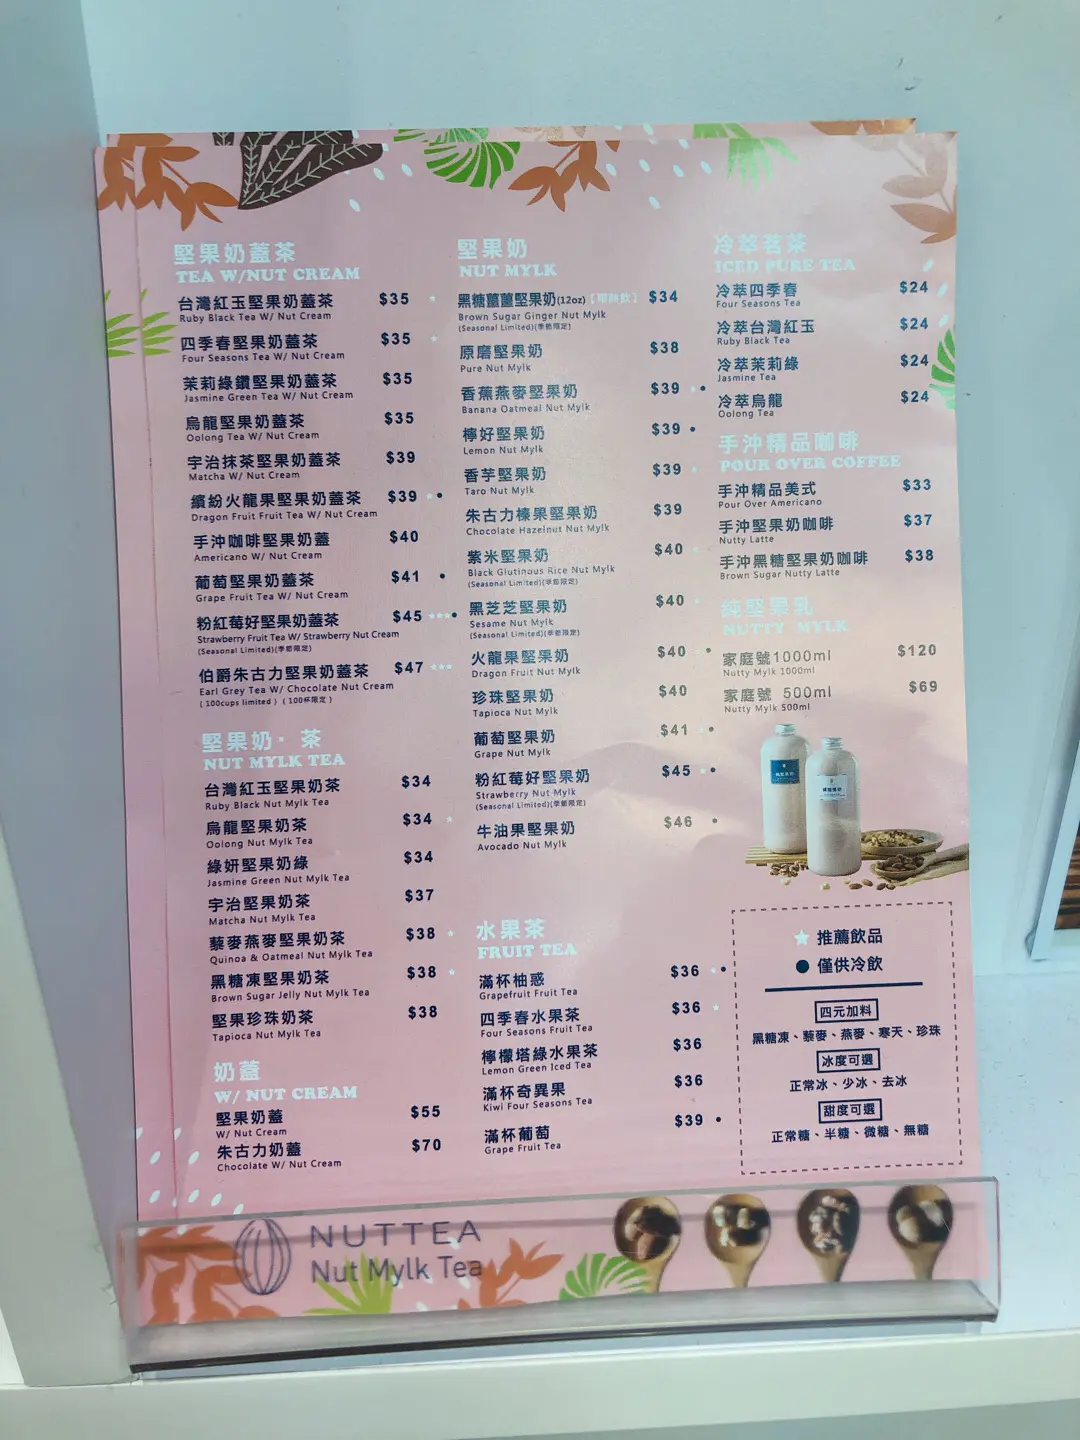 堅果奶蓋茶
TEA W/NUT CREAM
台灣紅玉堅果奶蓋茶 $35 ★
Ruby Black Tea W/ Nut Cream
四季春堅果奶蓋茶 $35 ★
Four Seasons Tea W/ Nut Cream
茉莉綠鑽堅果奶蓋茶 $35
Jasmine Green Tea W/ Nut Cream
烏龍堅果奶蓋茶 $35
Oolong Tea W/ Nut Cream
宇治抹茶堅果奶蓋茶 $39
Matcha W/ Nut Cream
繽紛火龍果堅果奶蓋茶 $39 ★ ●
Dragon Fruit Fruit Tea W/ Nut Cream
手沖咖啡堅果奶蓋 $40
Americano W/ Nut Cream
葡萄堅果奶蓋茶 $41 ●
Grape Fruit Tea W/ Nut Cream
粉紅莓好堅果奶蓋茶 $45 ★★★●
Strawberry Fruit Tea W/ Strawberry Nut Cream
(Seasonal Limited)(季節限定)
伯爵朱古力堅果奶蓋茶 $47 ★★★
Earl Grey Tea W/ Chocolate Nut Cream
(100cups limited) (100杯限定)
堅果奶·茶
NUT MYLK TEA
台灣紅玉堅果奶茶 $34
Ruby Black Nut Mylk Tea
烏龍堅果奶茶 $34 ★
Oolong Nut Mylk Tea
綠妍堅果奶綠 $34
Jasmine Green Nut Mylk Tea
宇治堅果奶茶 $37
Matcha Nut Mylk Tea
藜麥燕麥堅果奶茶 $38 ★
Quinoa & Oatmeal Nut Mylk Tea
黑糖凍堅果奶茶 $38 ★
Brown Sugar Jelly Nut Mylk Tea
堅果珍珠奶茶 $38
Tapioca Nut Mylk Tea
奶蓋
W/ NUT CREAM
堅果奶蓋 $55
W/ Nut Cream
朱古力奶蓋 $70
Chocolate W/ Nut Cream
堅果奶
NUT MYLK
黑糖薑薑堅果奶(12oz) $34
Brown Sugar Ginger Nut Mylk
(Seasonal Limited)(季節限定)
原磨堅果奶 $38
Pure Nut Mylk
香蕉燕麥堅果奶 $39 ★ ●
Banana Oatmeal Nut Mylk
檸好堅果奶 $39 ●
Lemon Nut Mylk
香芋堅果奶 $39 ★
Taro Nut Mylk
朱古力榛果堅果奶 $39
Chocolate Hazelnut Nut Mylk
紫米堅果奶 $40
Black Glutinous Rice Nut Mylk
(Seasonal Limited)(季節限定)
黑芝芝堅果奶 $40
Sesame Nut Mylk
(Seasonal Limited)(季節限定)
火龍果堅果奶 $40 ●
Dragon Fruit Nut Mylk
珍珠堅果奶 $40
Tapioca Nut Mylk
葡萄堅果奶 $41 ●
Grape Nut Mylk
粉紅莓好堅果奶 $45 ★ ●
Strawberry Nut Mylk
(Seasonal Limited)(季節限定)
牛油果堅果奶 $46 ●
Avocado Nut Mylk
水果茶
FRUIT TEA
滿杯柚惑 $36 ★ ●
Grapefruit Fruit Tea
四季春水果茶 $36 ★
Four Seasons Fruit Tea
檸檬塔綠水果茶 $36
Lemon Green Iced Tea
滿杯奇異果 $36
Kiwi Four Seasons Tea
滿杯葡萄 $39 ●
Grape Fruit Tea
冷萃茗茶
ICED PURE TEA
冷萃四季春 $24
Four Seasons Tea
冷萃台灣紅玉 $24
Ruby Black Tea
冷萃茉莉綠 $24
Jasmine Tea
冷萃烏龍 $24
Oolong Tea
手沖精品咖啡
POUR OVER COFFEE
手沖精品美式 $33
Pour Over Americano
手沖堅果奶咖啡 $37
Nutty Latte
手沖黑糖堅果奶咖啡 $38
Brown Sugar Nutty Latte
純堅果乳
NUTTY MYLK
家庭號1000ml $120
Nutty Mylk 1000ml
家庭號 500ml $69
Nutty Mylk 500ml
★ 推薦飲品
● 僅供冷飲
四元加料
黑糖凍、藜麥、燕麥、寒天、珍珠
冰度可選
正常冰、少冰、去冰
甜度可選
正常糖、半糖、微糖、無糖
NUTTEA
Nut Mylk Tea